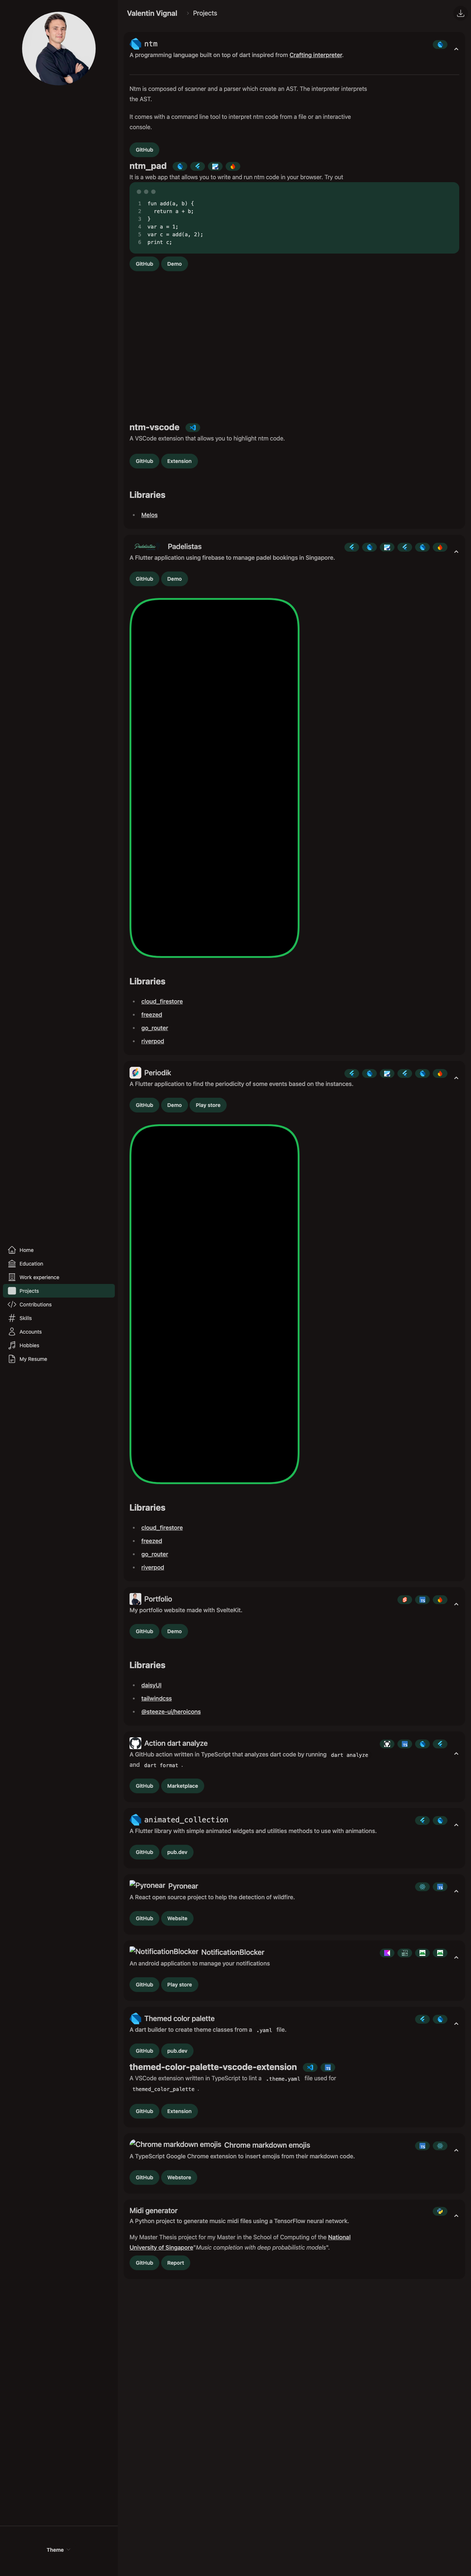 Valentin Vignal
Projects
ntm
A programming language built on top of dart inspired from Crafting interpreter.
Ntm is composed of scanner and a parser which create an AST. The interpreter interprets
the AST.
It comes with a command line tool to interpret ntm code from a file or an interactive
console.
GitHub
ntm_pad
It is a web app that allows you to write and run ntm code in your browser. Try out
1 fun add(a, b) {
2 return a + b;
3 }
4 var a = 1;
5 var c = add(a, 2);
6 print c;
GitHub Demo
ntm-vscode
A VSCode extension that allows you to highlight ntm code.
GitHub Extension
Libraries
Melos
Padelistas
A Flutter application using firebase to manage padel bookings in Singapore.
GitHub Demo
Libraries
cloud_firestore
freezed
go_router
riverpod
Periodik
A Flutter application to find the periodicity of some events based on the instances.
GitHub Demo Play store
Libraries
cloud_firestore
freezed
go_router
riverpod
Home
Education
Work experience
Projects
Contributions
Skills
Accounts
Hobbies
My Resume
Portfolio
My portfolio website made with SvelteKit.
GitHub Demo
Libraries
daisyUI
tailwindcss
@steeze-ui/heroicons
Action dart analyze
A GitHub action written in TypeScript that analyzes dart code by running dart analyze
and dart format .
GitHub Marketplace
animated_collection
A Flutter library with simple animated widgets and utilities methods to use with animations.
GitHub pub.dev
Pyronear Pyronear
A React open source project to help the detection of wildfire.
GitHub Website
NotificationBlocker NotificationBlocker
An android application to manage your notifications
GitHub Play store
Themed color palette
A dart builder to create theme classes from a .yaml file.
GitHub pub.dev
themed-color-palette-vscode-extension
A VSCode extension written in TypeScript to lint a .theme.yaml file used for
themed_color_palette .
GitHub Extension
Chrome markdown emojis Chrome markdown emojis
A TypeScript Google Chrome extension to insert emojis from their markdown code.
GitHub Webstore
Midi generator
A Python project to generate music midi files using a TensorFlow neural network.
My Master Thesis project for my Master in the School of Computing of the National
University of Singapore"Music completion with deep probabilistic models".
GitHub Report
Theme